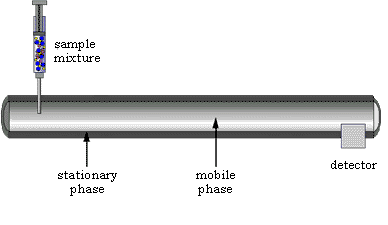 sample
mixture
stationary
phase
mobile
phase
detector